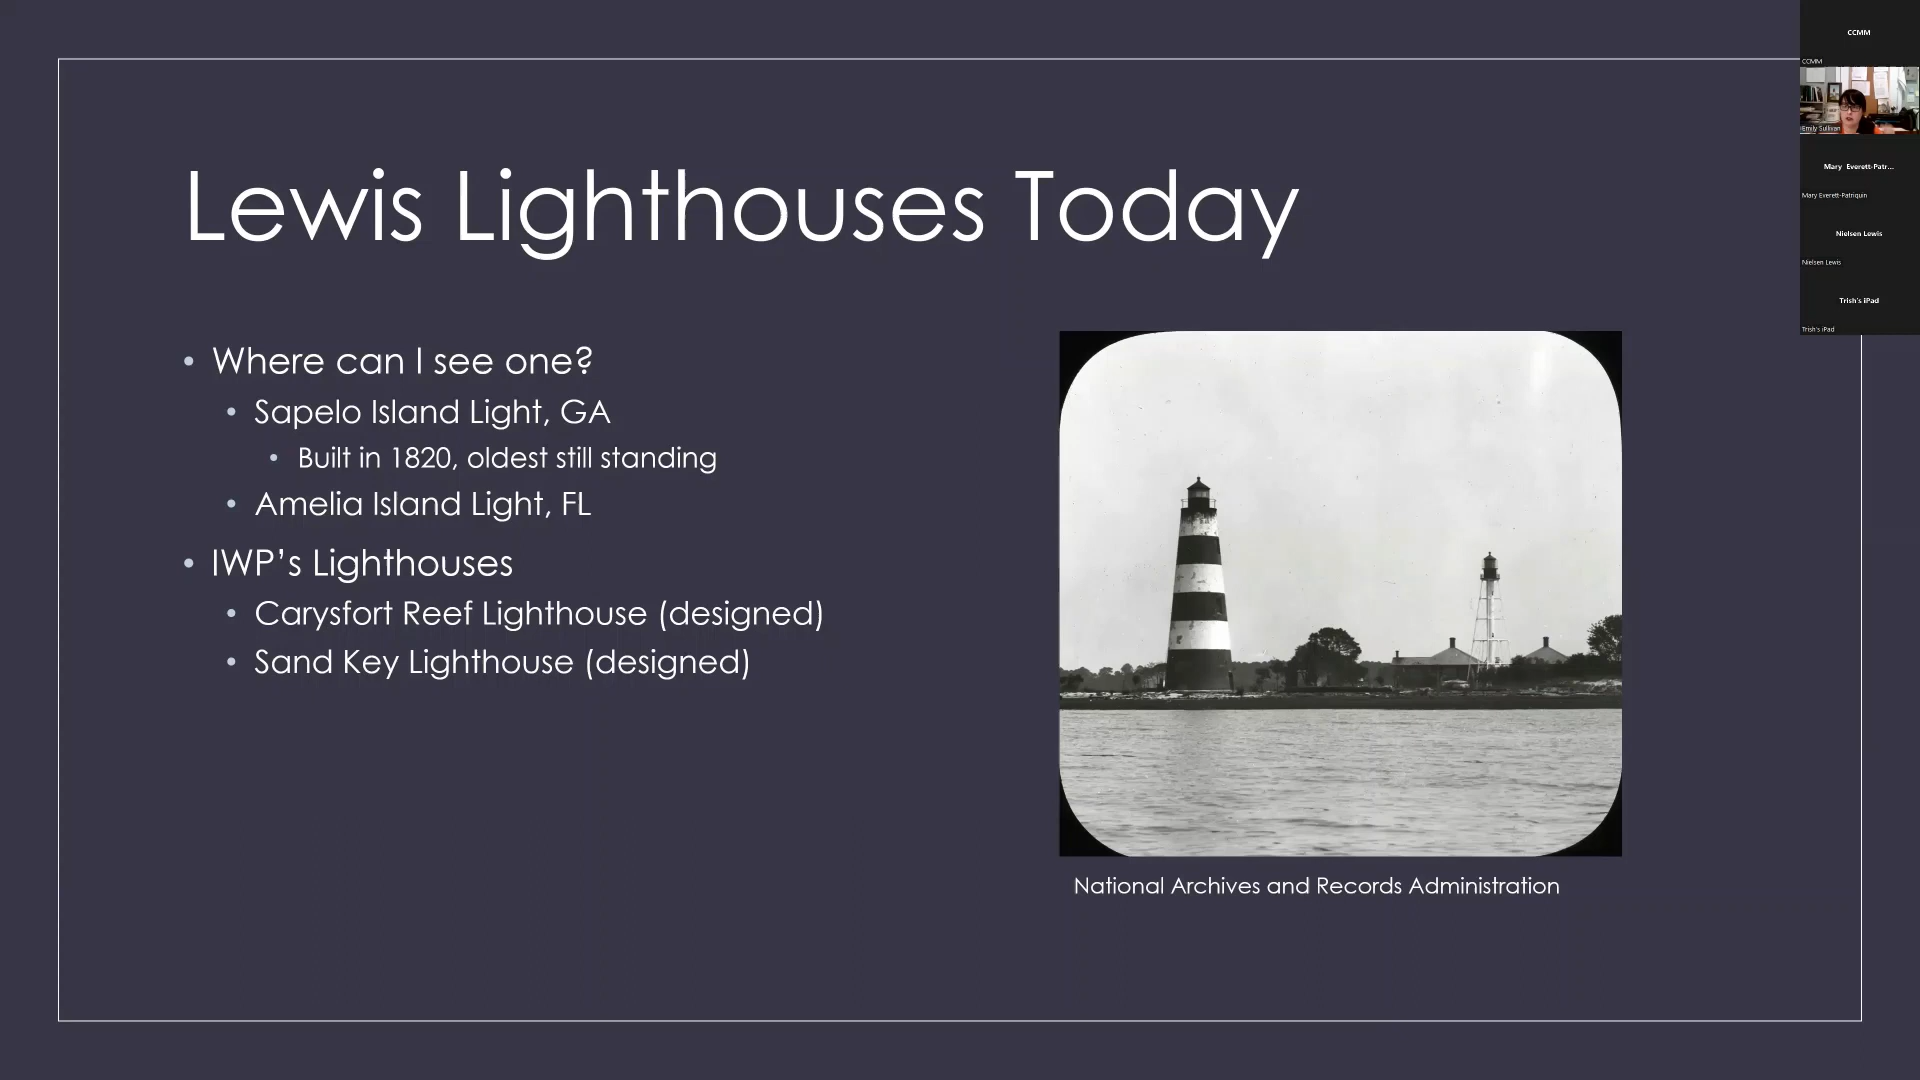 Lewis Lighthouses Today
• Where can I see one?
• Sapelo Island Light, GA
• Built in 1820, oldest still standing
• Amelia Island Light, FL
• IWP’s Lighthouses
• Carysfort Reef Lighthouse (designed)
• Sand Key Lighthouse (designed)
National Archives and Records Administration
CCMM
CCMM
Emily Sullivan
Mary Everett-Patr...
Mary Everett-Patriquin
Nielsen Lewis
Nielsen Lewis
Trish's iPad
Trish's iPad